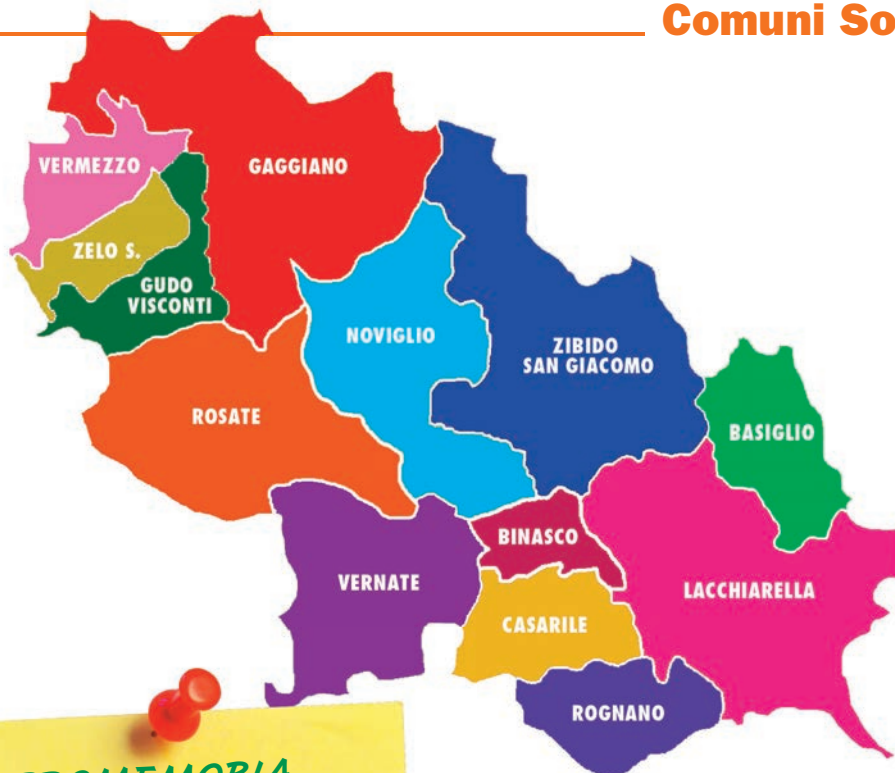 Comuni So
VERMEZZO
GAGGIANO
ZELO S.
GUDO
VISCONTI
NOVIGLIO
ZIBIDO
SAN GIACOMO
ROSATE
BASIGLIO
BINASCO
VERNATE
LACCHIARELLA
CASARILE
ROGNANO